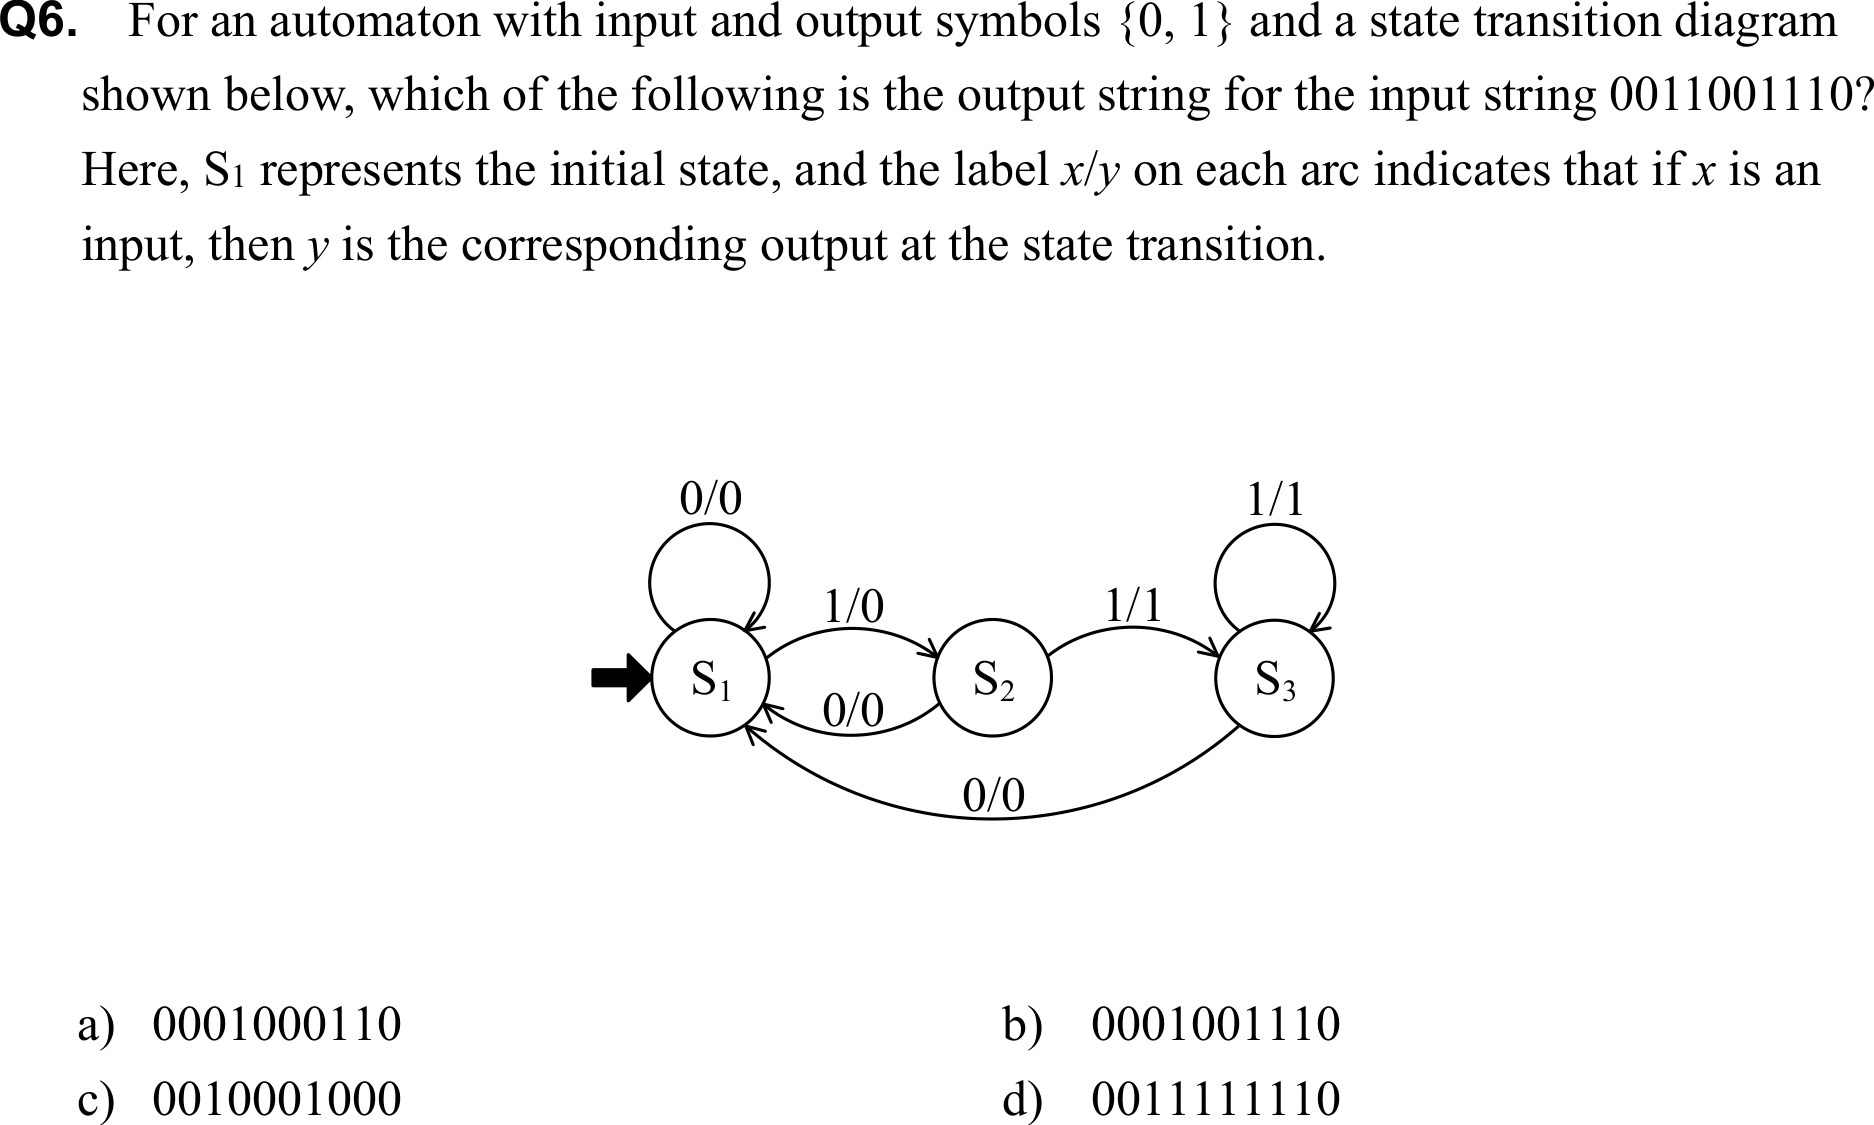 Q6. For an automaton with input and output symbols {0, 1} and a state transition diagram
shown below, which of the following is the output string for the input string 0011001110?
Here, S1 represents the initial state, and the label x/y on each arc indicates that if x is an
input, then y is the corresponding output at the state transition.
0/0
1/1
1/0
1/1
S1
S2
S3
0/0
0/0
a) 0001000110
b) 0001001110
c) 0010001000
d) 0011111110